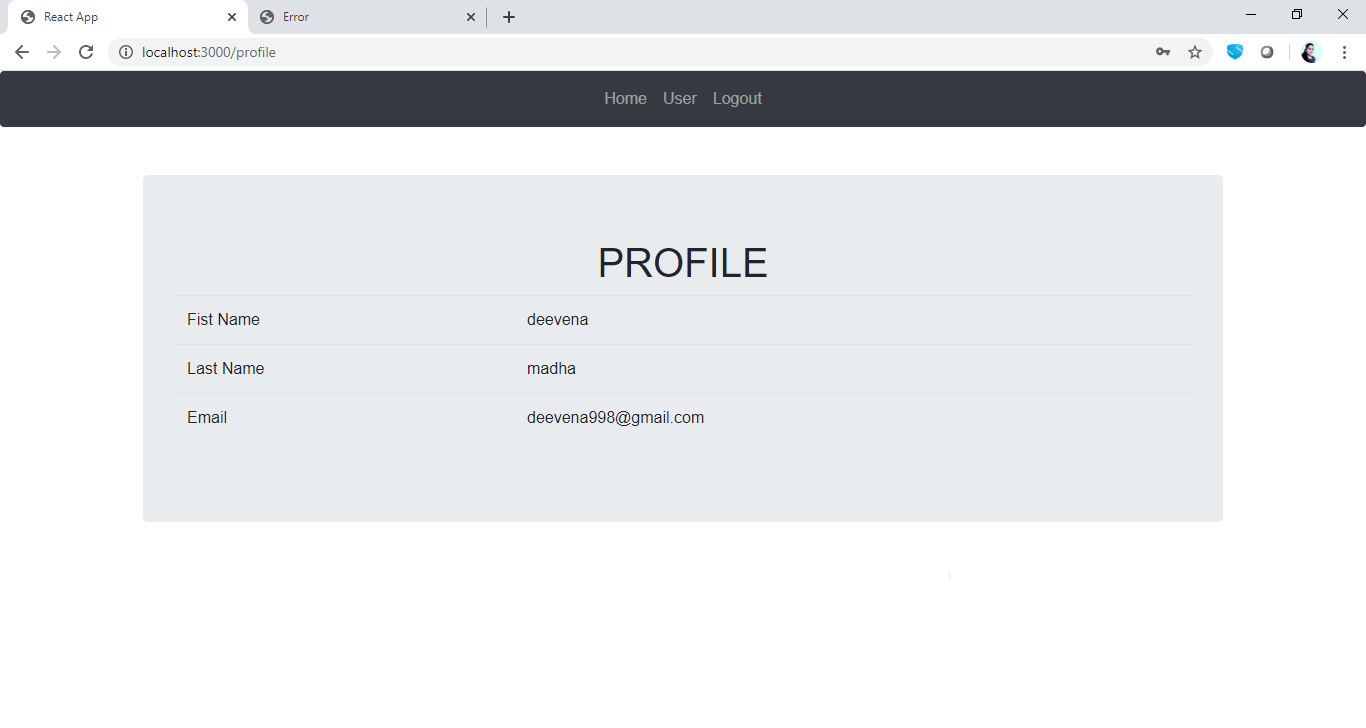 React App
Error
localhost:3000/profile
Home User Logout
PROFILE
Fist Name deevena
Last Name madha
Email deevena998@gmail.com